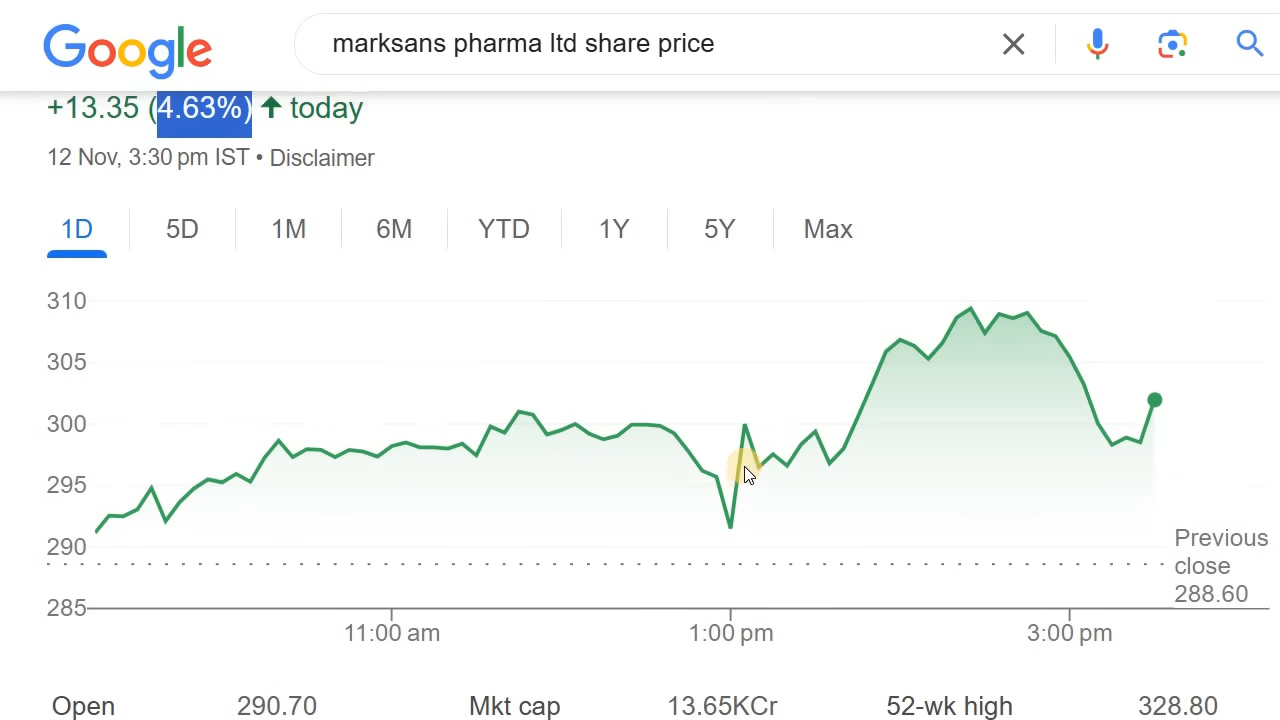 Google
marksans pharma ltd share price
+13.35 (4.63%) ↑ today
12 Nov, 3:30 pm IST • Disclaimer
1D 5D 1M 6M YTD 1Y 5Y Max
310
305
300
295
290
285
Previous
close
288.60
11:00 am 1:00 pm 3:00 pm
Open 290.70 Mkt cap 13.65KCr 52-wk high 328.80